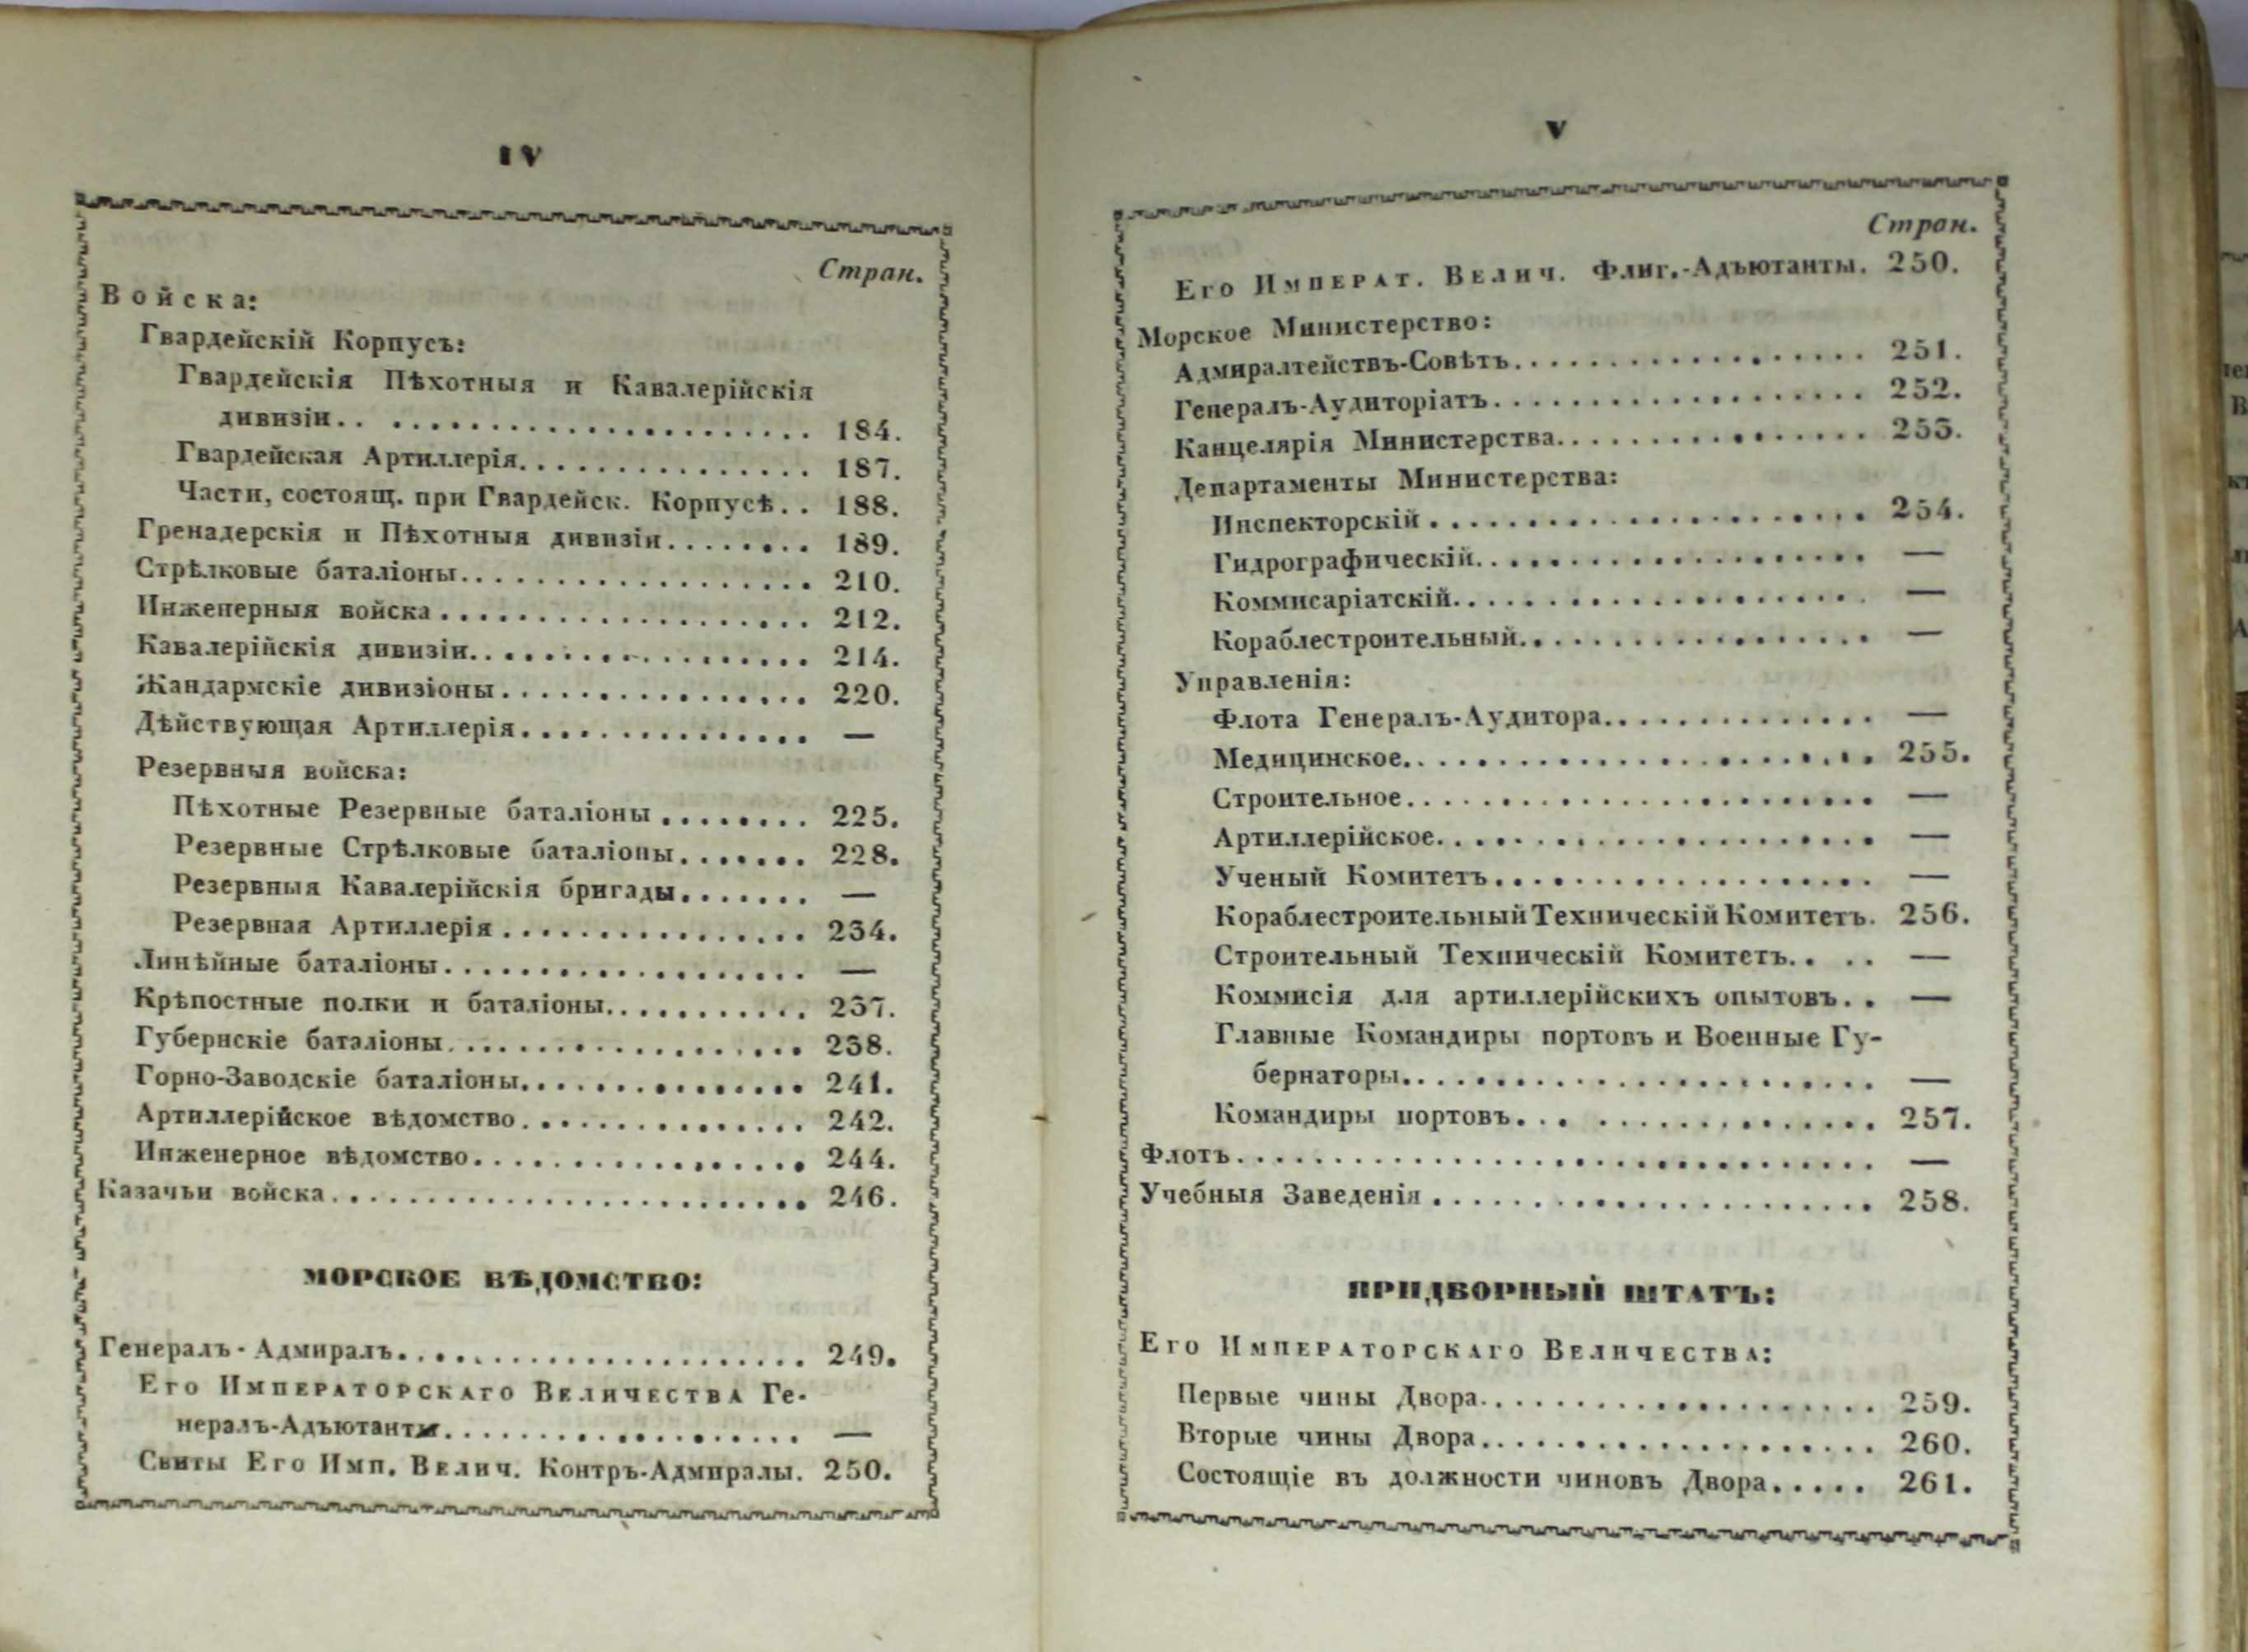 IV
Стран.
Войска:
Гвардейскій Корпусъ:
Гвардейскія Пѣхотныя и Кавалерійскія
дивизіи.. ...................... 184.
Гвардейская Артиллерія................ 187.
Части, состоящ. при Гвардейск. Корпусѣ.. 188.
Гренадерскія и Пѣхотныя дивизіи........ 189.
Стрѣлковые баталіоны................... 210.
Инженерныя войска.................... 212.
Кавалерійскія дивизіи.................. 214.
Жандармскіе дивизіоны................ 220.
Дѣйствующая Артиллерія............... —
Резервныя войска:
Пѣхотные Резервные баталіоны........ 225.
Резервные Стрѣлковые баталіоны....... 228.
Резервныя Кавалерійскія бригады....... —
Резервная Артиллерія................ 234.
Линѣйные баталіоны................... —
Крѣпостные полки и баталіоны........... 237.
Губернскіе баталіоны................... 238.
Горно-Заводскіе баталіоны............... 241.
Артиллерійское вѣдомство............... 242.
Инженерное вѣдомство.................. 244.
Казачьи войска......................... 246.
МОРСКОЕ ВѢДОМСТВО:
Генералъ-Адмиралъ...................... 249.
Его Императорскаго Величества Ге-
нералъ-Адъютанты................... —
Свиты Его Имп. Велич. Контръ-Адмиралы. 250.
V
Стран.
Его Императ. Велич. Флиг.-Адъютанты. 250.
Морское Министерство:
Адмиралтействъ-Совѣтъ................... 251.
Генералъ-Аудиторіатъ.................... 252.
Канцелярія Министерства................. 253.
Департаменты Министерства:
Инспекторскій....................... 254.
Гидрографическій..................... —
Коммисаріатскій...................... —
Кораблестроительный................... —
Управленія:
Флота Генералъ-Аудитора.............. —
Медицинское......................... 255.
Строительное......................... —
Артиллерійское....................... —
Ученый Комитетъ.................... —
Кораблестроительный Техническій Комитетъ. 256.
Строительный Техническій Комитетъ.. .. —
Коммисія для артиллерійскихъ опытовъ.. —
Главные Командиры портовъ и Военные Гу-
бернаторы......................... —
Командиры портовъ... ............... 257.
Флотъ.................................. —
Учебныя Заведенія....................... 258.
ПРИДВОРНЫЙ ШТАТЪ:
Его Императорскаго Величества:
Первые чины Двора..................... 259.
Вторые чины Двора..................... 260.
Состоящіе въ должности чиновъ Двора..... 261.